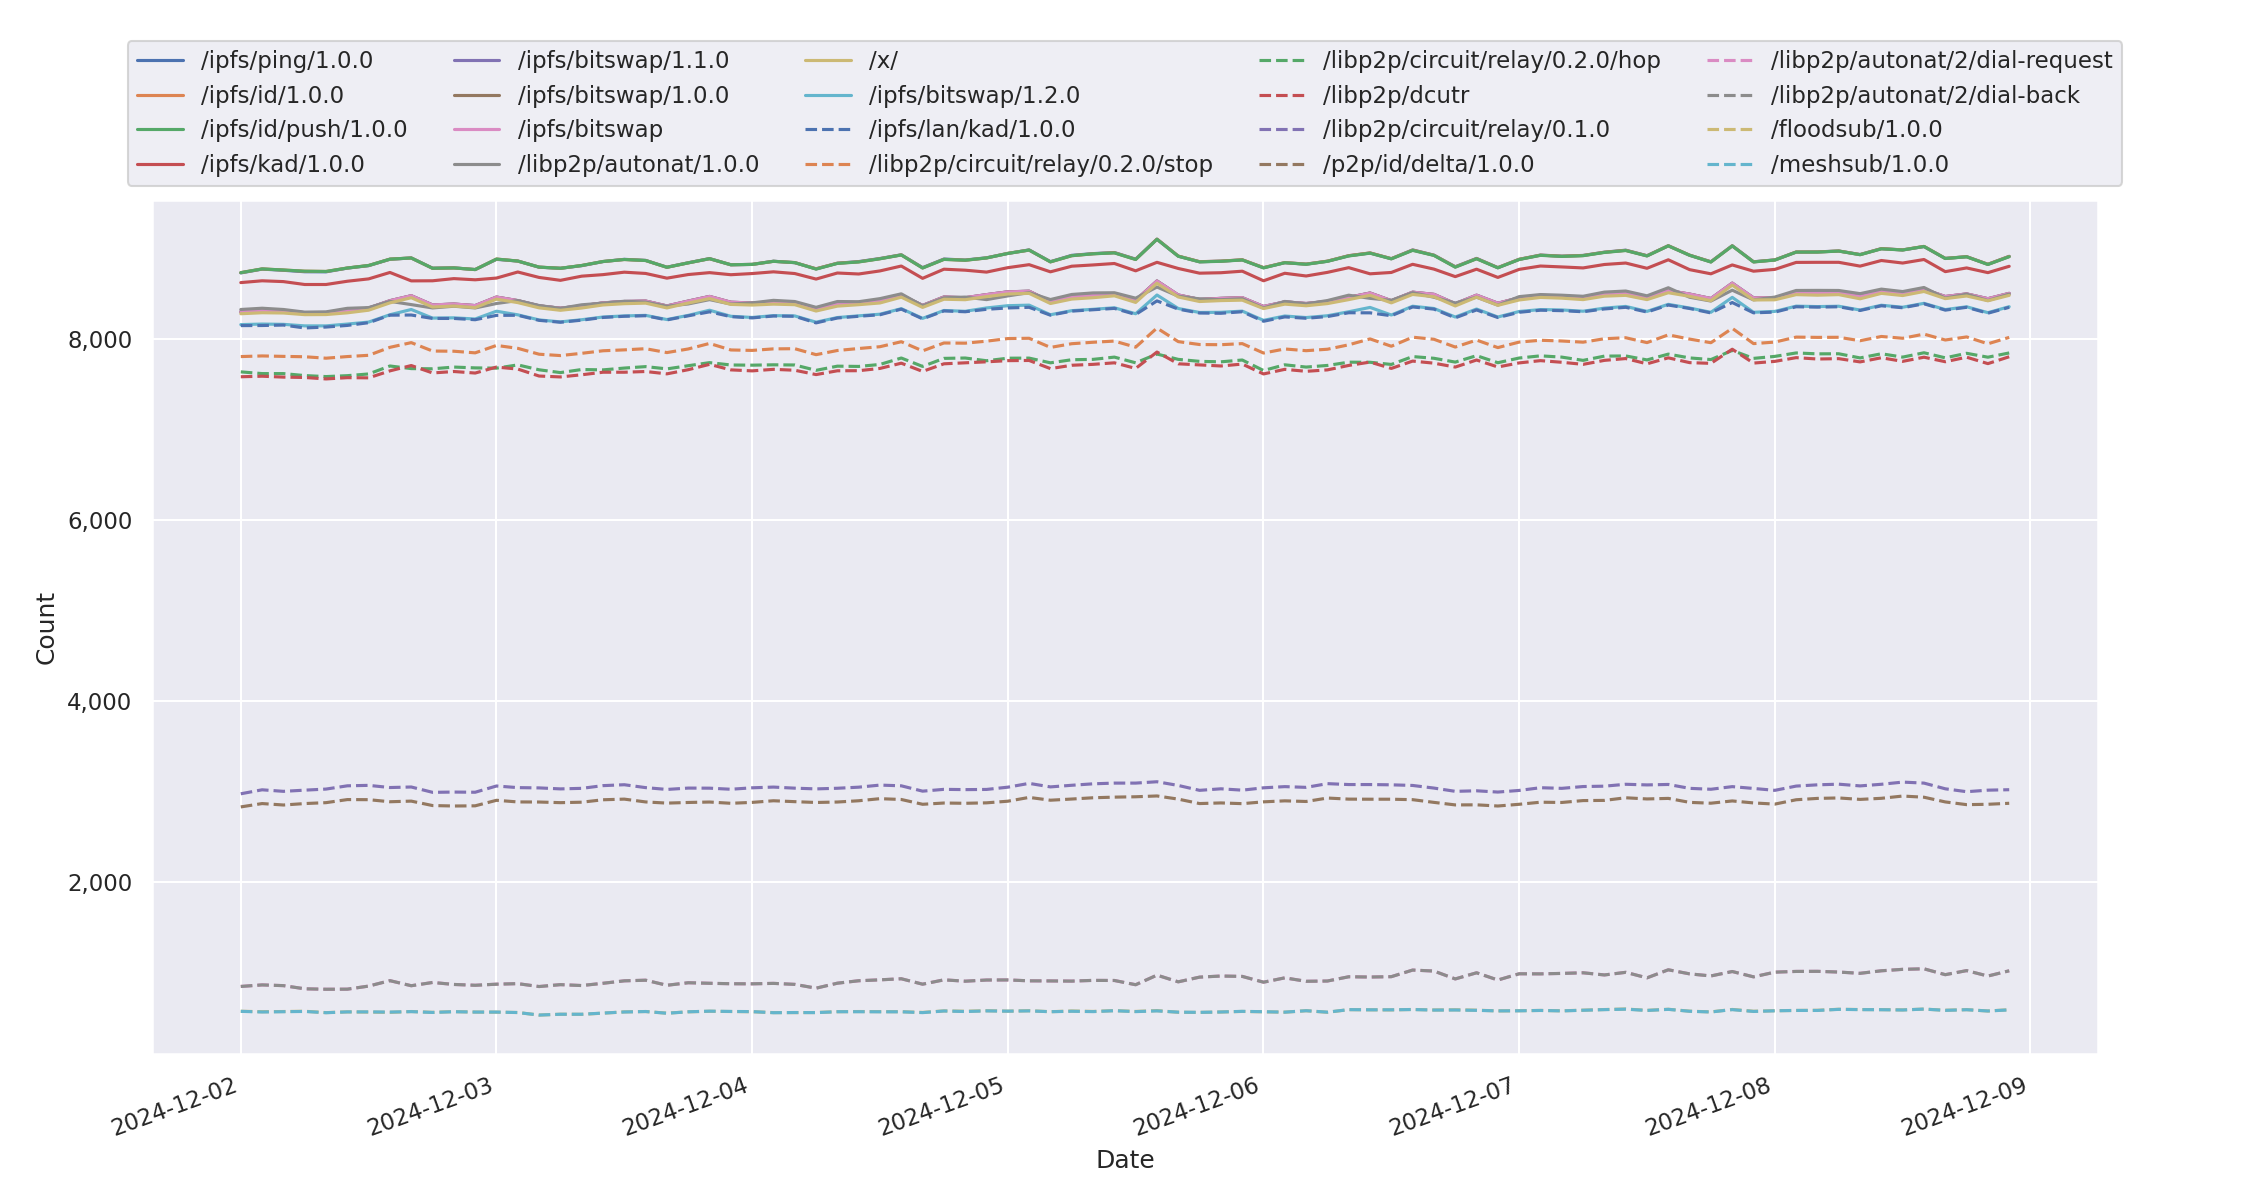 /ipfs/ping/1.0.0
/ipfs/id/1.0.0
/ipfs/id/push/1.0.0
/ipfs/kad/1.0.0
/ipfs/bitswap/1.1.0
/ipfs/bitswap/1.0.0
/ipfs/bitswap
/libp2p/autonat/1.0.0
/x/
/ipfs/bitswap/1.2.0
/ipfs/lan/kad/1.0.0
/libp2p/circuit/relay/0.2.0/stop
/libp2p/circuit/relay/0.2.0/hop
/libp2p/dcutr
/libp2p/circuit/relay/0.1.0
/p2p/id/delta/1.0.0
/libp2p/autonat/2/dial-request
/libp2p/autonat/2/dial-back
/floodsub/1.0.0
/meshsub/1.0.0
8,000
6,000
4,000
2,000
Count
2024-12-02
2024-12-03
2024-12-04
2024-12-05
2024-12-06
2024-12-07
2024-12-08
2024-12-09
Date